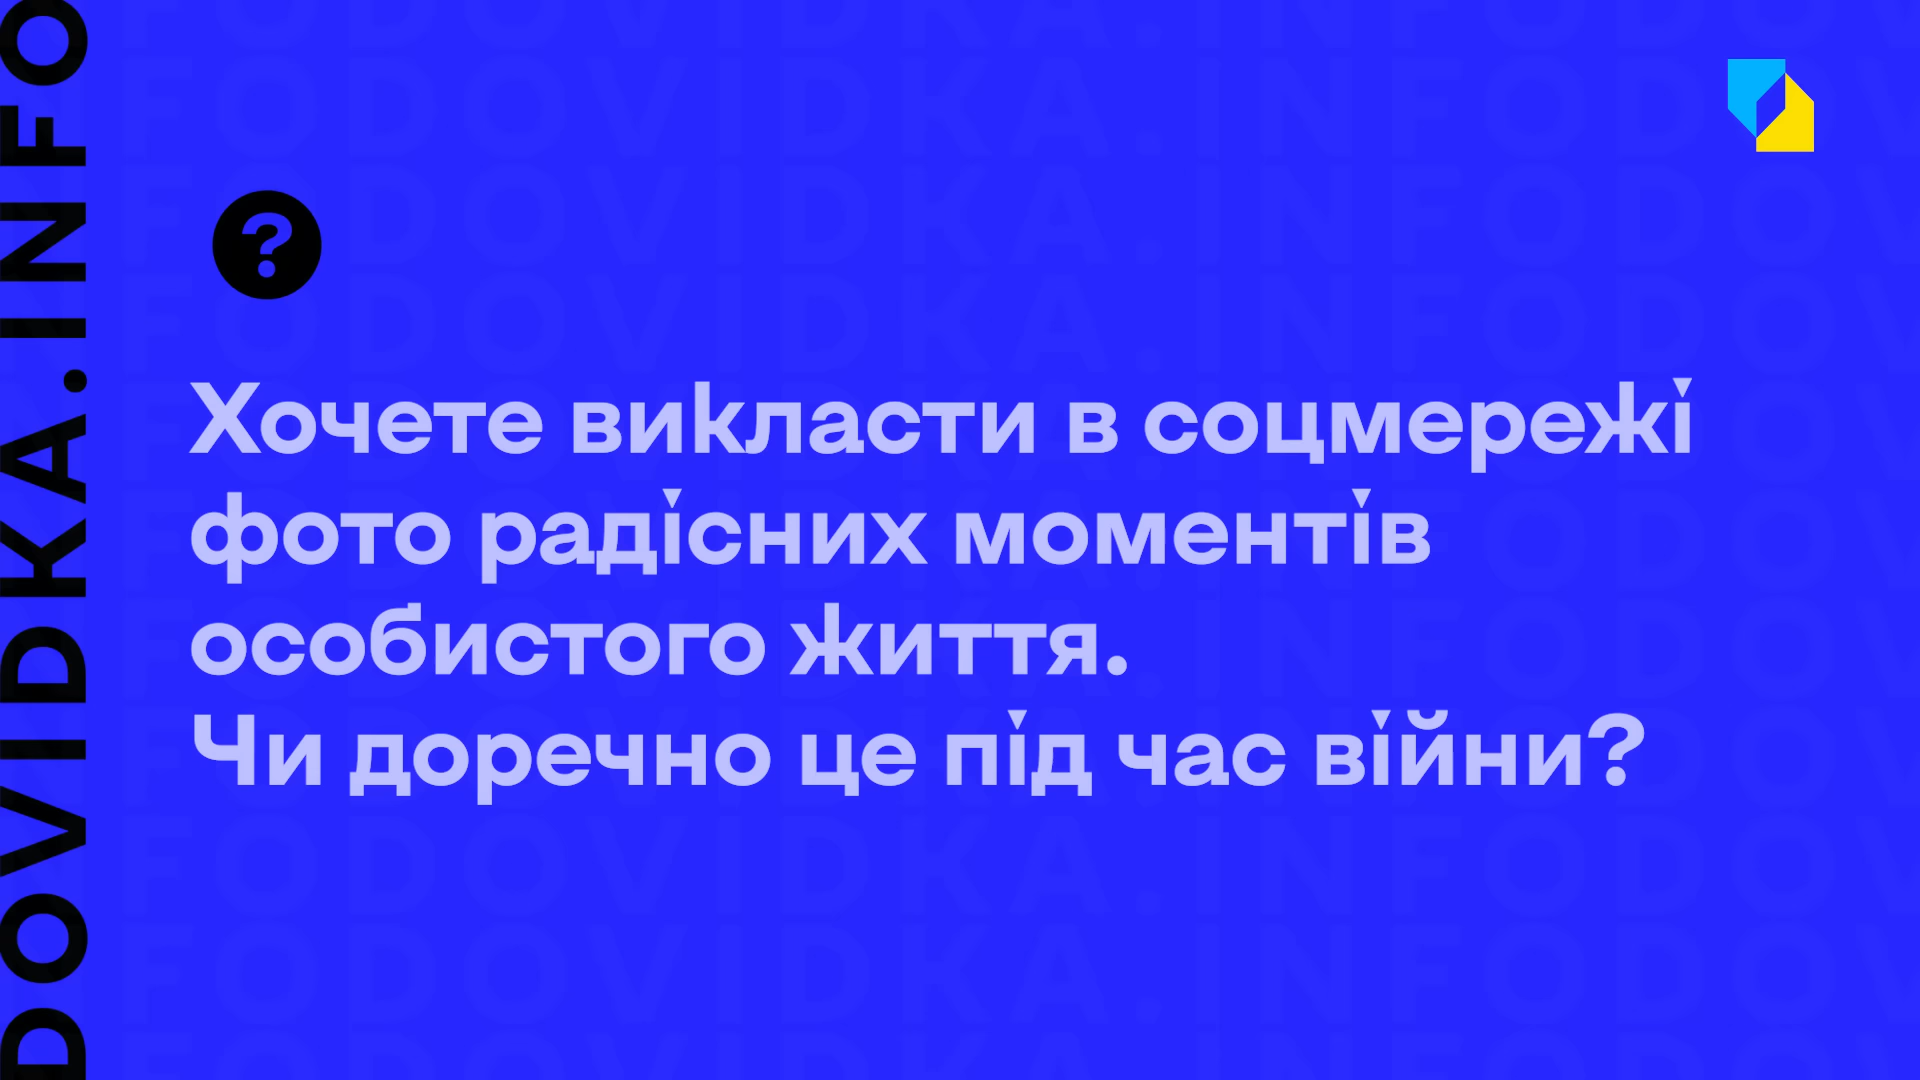 DOVIDKA.INFO
?
Хочете викласти в соцмережі
фото радісних моментів
особистого життя.
Чи доречно це під час війни?